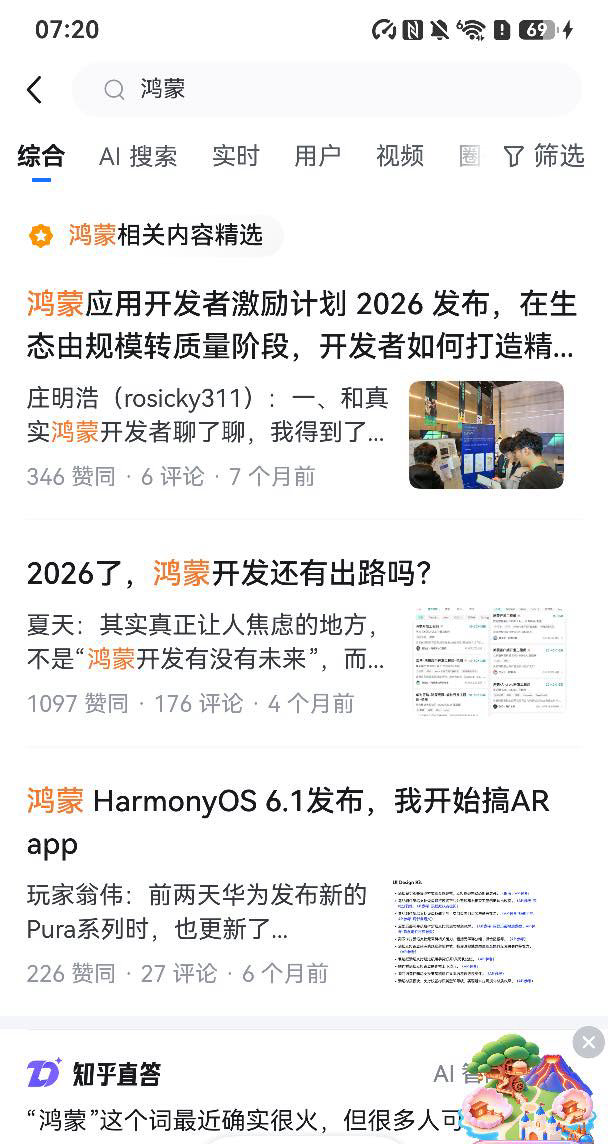 07:20
69
鸿蒙
综合 AI 搜索 实时 用户 视频 圈 筛选
鸿蒙相关内容精选
鸿蒙应用开发者激励计划 2026 发布，在生
态由规模转质量阶段，开发者如何打造精...
庄明浩（rosicky311）：一、和真
实鸿蒙开发者聊了聊，我得到了...
346 赞同 · 6 评论 · 7 个月前
2026了，鸿蒙开发还有出路吗？
夏天：其实真正让人焦虑的地方，
不是“鸿蒙开发有没有未来”，而...
1097 赞同 · 176 评论 · 4 个月前
鸿蒙 HarmonyOS 6.1发布，我开始搞AR
app
玩家翁伟：前两天华为发布新的
Pura系列时，也更新了...
226 赞同 · 27 评论 · 6 个月前
UI Design Kit
知乎直答
AI
“鸿蒙”这个词最近确实很火，但很多人可